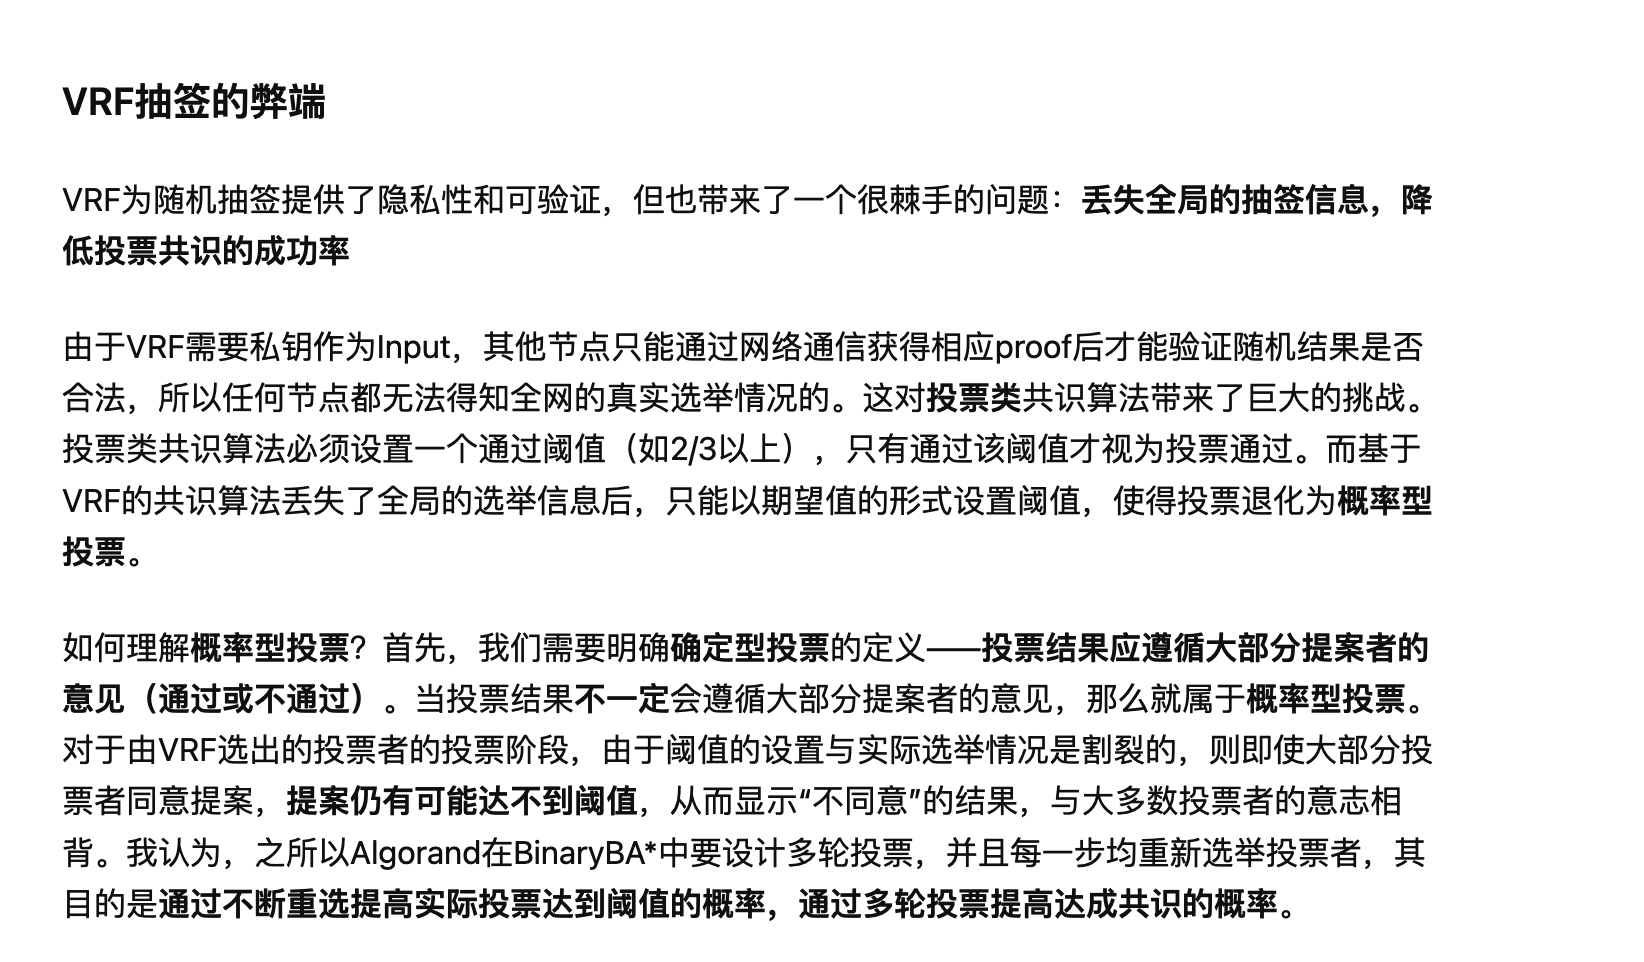 VRF抽签的弊端
VRF为随机抽签提供了隐私性和可验证，但也带来了一个很棘手的问题：丢失全局的抽签信息，降
低投票共识的成功率
由于VRF需要私钥作为Input，其他节点只能通过网络通信获得相应proof后才能验证随机结果是否
合法，所以任何节点都无法得知全网的真实选举情况的。这对投票类共识算法带来了巨大的挑战。
投票类共识算法必须设置一个通过阈值（如2/3以上），只有通过该阈值才视为投票通过。而基于
VRF的共识算法丢失了全局的选举信息后，只能以期望值的形式设置阈值，使得投票退化为概率型
投票。
如何理解概率型投票？首先，我们需要明确确定型投票的定义——投票结果应遵循大部分提案者的
意见（通过或不通过）。当投票结果不一定会遵循大部分提案者的意见，那么就属于概率型投票。
对于由VRF选出的投票者的投票阶段，由于阈值的设置与实际选举情况是割裂的，则即使大部分投
票者同意提案，提案仍有可能达不到阈值，从而显示“不同意”的结果，与大多数投票者的意志相
背。我认为，之所以Algorand在BinaryBA*中要设计多轮投票，并且每一步均重新选举投票者，其
目的是通过不断重选提高实际投票达到阈值的概率，通过多轮投票提高达成共识的概率。